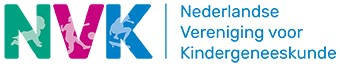 NVK
Nederlandse
Vereniging voor
Kindergeneeskunde